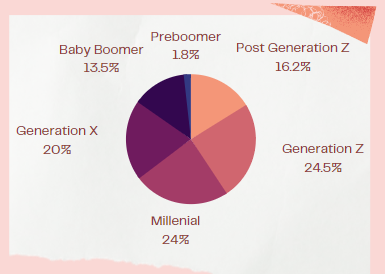 Preboomer
1.8%
Baby Boomer
13.5%
Post Generation Z
16.2%
Generation X
20%
Generation Z
24.5%
Millenial
24%